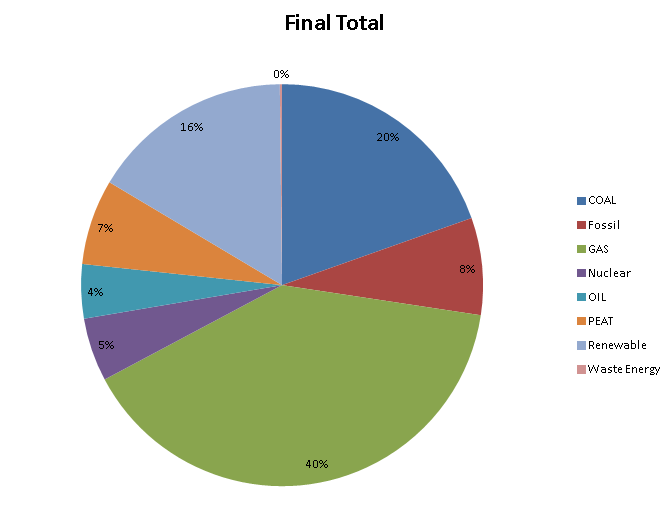 Final Total
0%
20%
16%
7%
8%
4%
5%
40%
COAL
Fossil
GAS
Nuclear
OIL
PEAT
Renewable
Waste Energy